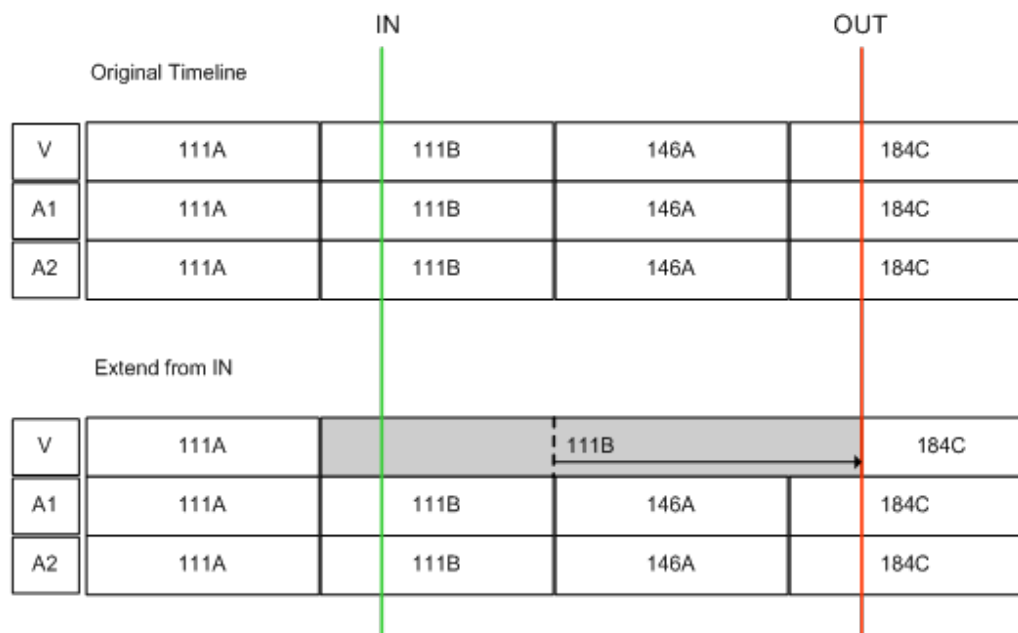 IN OUT
Original Timeline
V 111A 111B 146A 184C
A1 111A 111B 146A 184C
A2 111A 111B 146A 184C
Extend from IN
V 111A 111B 184C
A1 111A 111B 146A 184C
A2 111A 111B 146A 184C